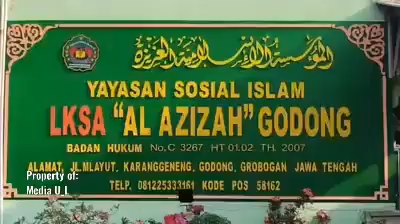 المؤسسة الإسلامية العزيزة
YAYASAN SOSIAL ISLAM
LKSA "AL AZIZAH" GODONG
BADAN HUKUM No. C 3267 HT 01.02. TH. 2007
ALAMAT, JL.MLAYUT, KARANGGENENG, GODONG, GROBOGAN JAWA TENGAH
TELP. 081225333161 KODE POS 58162
Property of:
Media U_I_